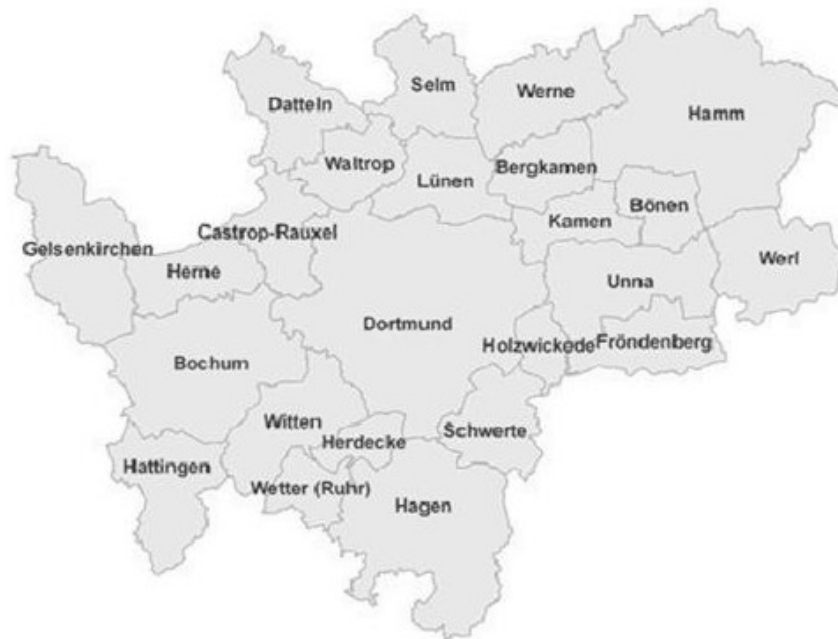 Selm
Werne
Datteln
Hamm
Waltrop
Bergkamen
Lünen
Bönen
Kamen
Castrop-Rauxel
Gelsenkirchen
Werl
Herne
Unna
Dortmund
Holzwickede
Fröndenberg
Bochum
Witten
Schwerte
Herdecke
Hattingen
Wetter (Ruhr)
Hagen